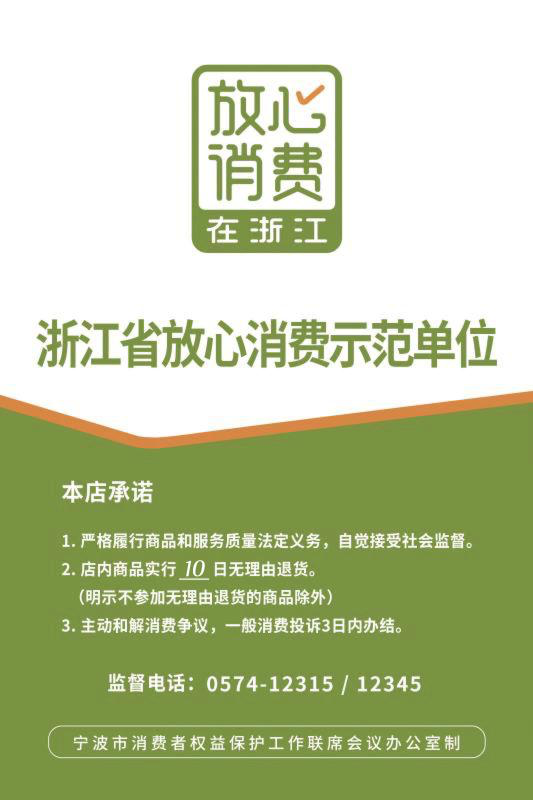 放心
消费
在浙江
浙江省放心消费示范单位
本店承诺
1. 严格履行商品和服务质量法定义务，自觉接受社会监督。
2. 店内商品实行 10 日无理由退货。
（明示不参加无理由退货的商品除外）
3. 主动和解消费争议，一般消费投诉3日内办结。
监督电话：0574-12315 / 12345
宁波市消费者权益保护工作联席会议办公室制